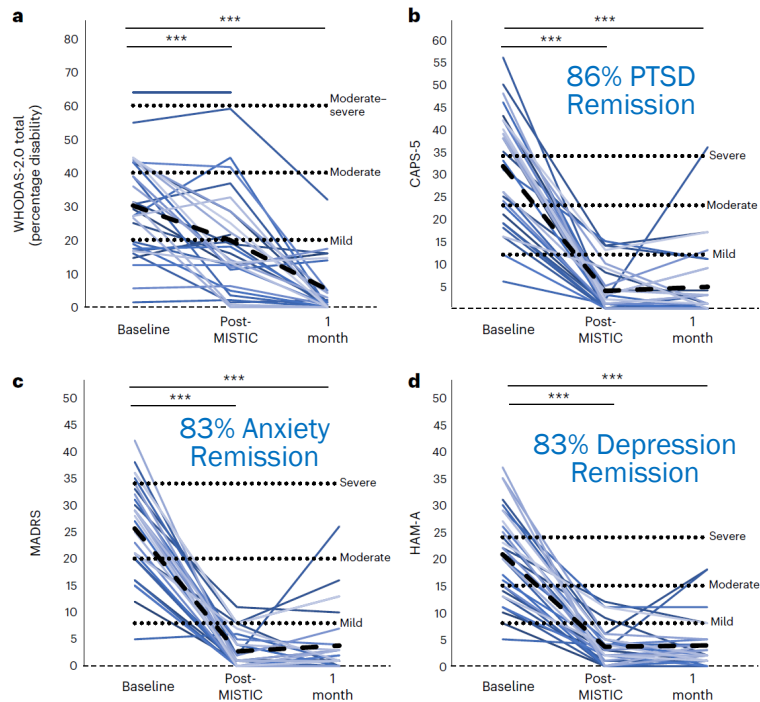 a
***
***
WHODAS-2.0 total
(percentage disability)
80
70
60
50
40
30
20
10
0
Moderate–
severe
Moderate
Mild
Baseline
Post-
MISTIC
1
month
b
***
***
86% PTSD
Remission
CAPS-5
60
55
50
45
40
35
30
25
20
15
10
5
Severe
Moderate
Mild
Baseline
Post-
MISTIC
1
month
c
***
***
83% Anxiety
Remission
MADRS
50
45
40
35
30
25
20
15
10
5
0
Severe
Moderate
Mild
Baseline
Post-
MISTIC
1
month
d
***
***
83% Depression
Remission
HAM-A
50
45
40
35
30
25
20
15
10
5
0
Severe
Moderate
Mild
Baseline
Post-
MISTIC
1
month